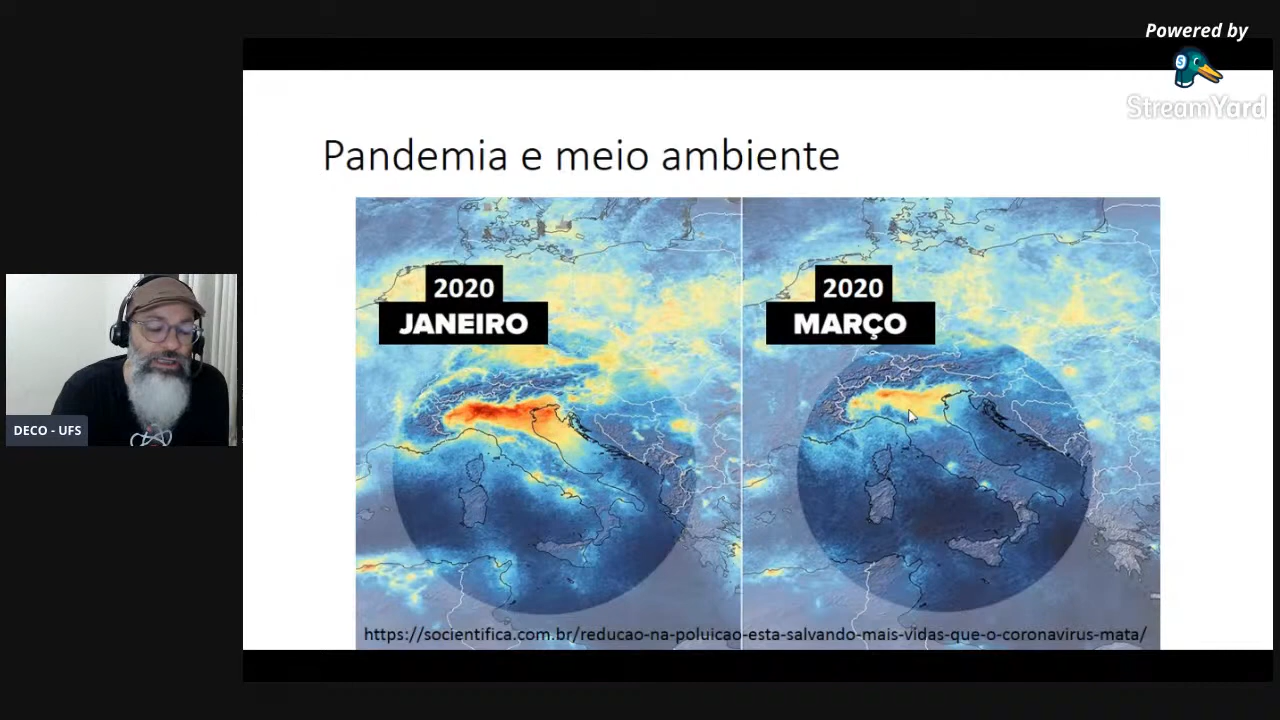 Powered by
StreamYard
Pandemia e meio ambiente
2020
JANEIRO
2020
MARÇO
https://socientifica.com.br/reducao-na-poluicao-esta-salvando-mais-vidas-que-o-coronavirus-mata/
DECO - UFS